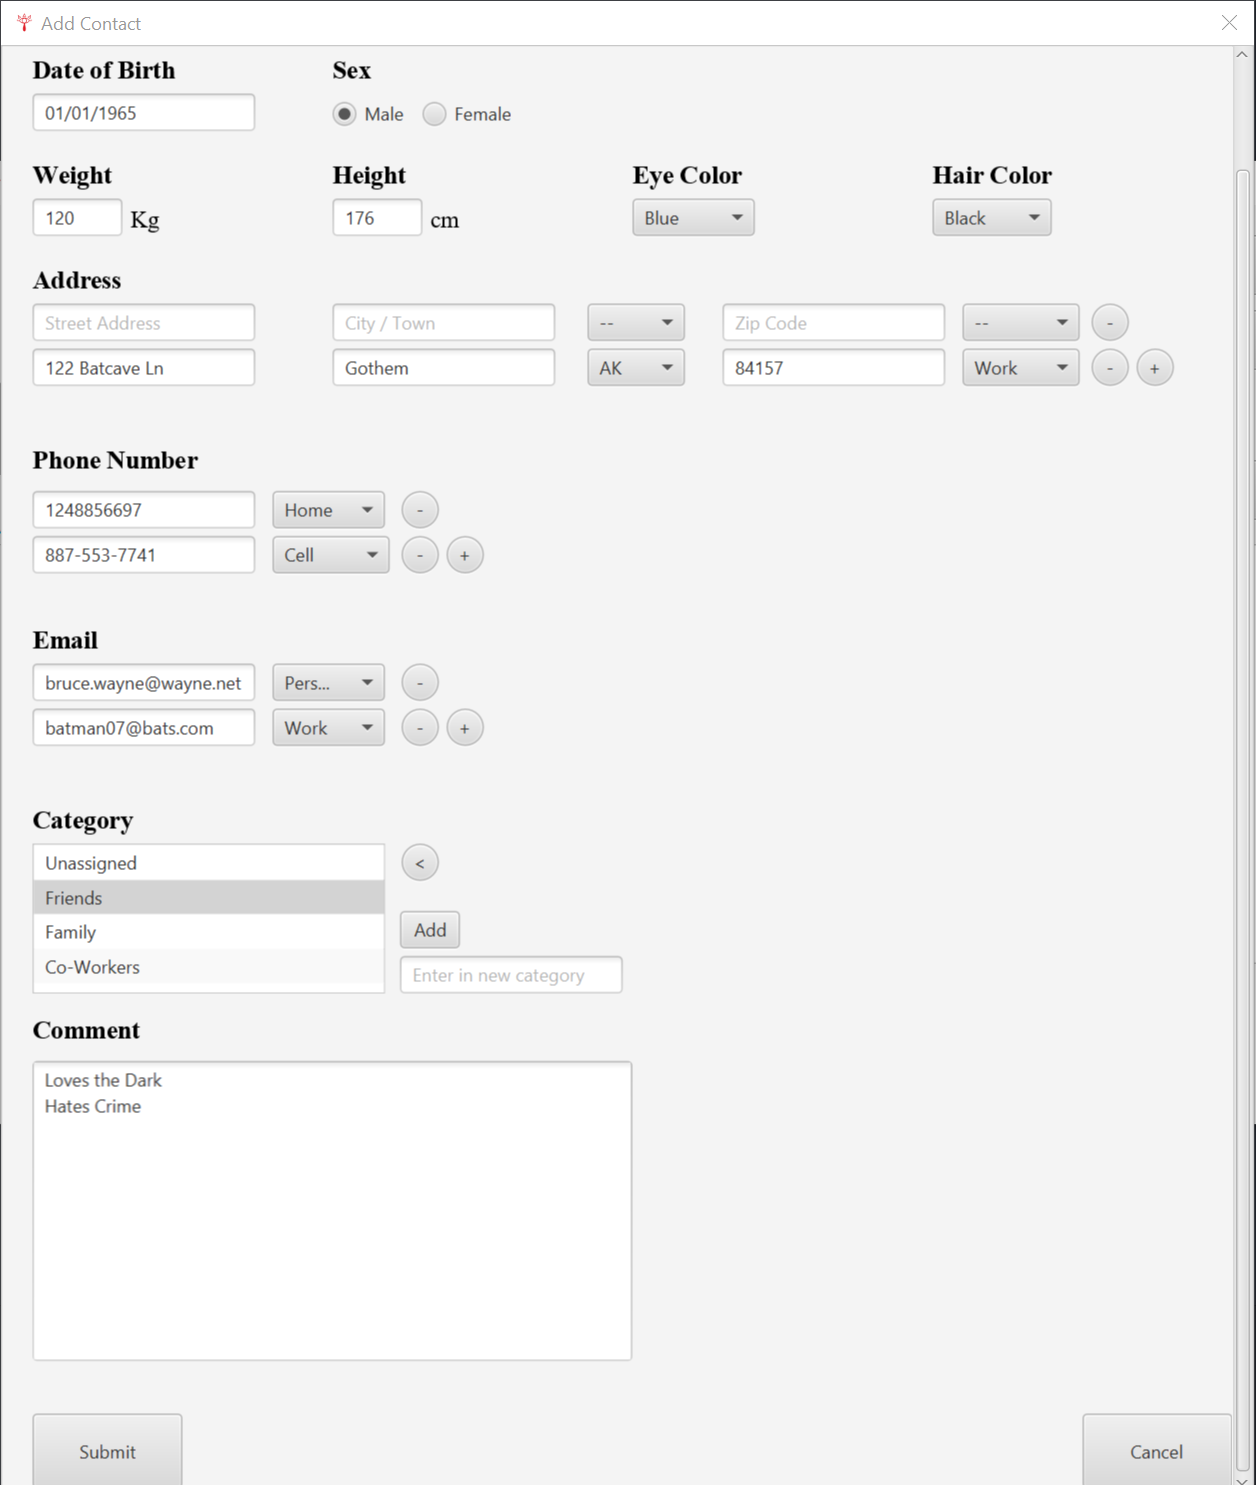 Add Contact
Date of Birth Sex
01/01/1965 Male Female
Weight Height Eye Color Hair Color
120 Kg 176 cm Blue Black
Address
Street Address City / Town -- Zip Code -- -
122 Batcave Ln Gothem AK 84157 Work - +
Phone Number
1248856697 Home -
887-553-7741 Cell - +
Email
bruce.wayne@wayne.net Pers... -
batman07@bats.com Work - +
Category
Unassigned <
Friends
Family Add
Co-Workers Enter in new category
Comment
Loves the Dark
Hates Crime
Submit Cancel